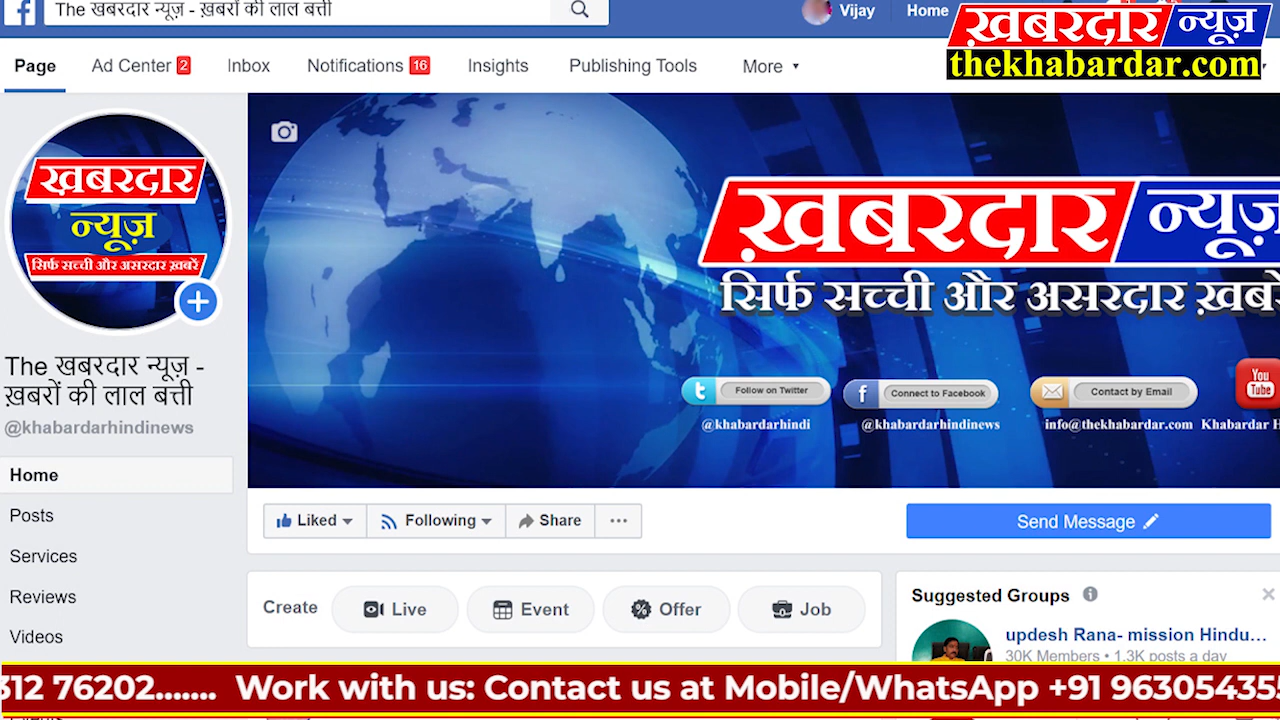 The खबरदार न्यूज़ - ख़बरों की लाल बत्ती
Vijay Home
ख़बरदार न्यूज़
thekhabardar.com
Page Ad Center 2 Inbox Notifications 16 Insights Publishing Tools More
ख़बरदार
न्यूज़
सिर्फ सच्ची और असरदार ख़बरें
ख़बरदार न्यूज़
सिर्फ सच्ची और असरदार ख़बरें
Follow on Twitter Connect to Facebook Contact by Email You Tube
@khabardarhindi @khabardarhindinews info@thekhabardar.com Khabardar H
The खबरदार न्यूज़ -
ख़बरों की लाल बत्ती
@khabardarhindinews
Home
Posts
Services
Reviews
Videos
Liked Following Share
Send Message
Create Live Event Offer Job
Suggested Groups
updesh Rana- mission Hindu...
30K Members • 1.3K posts a day
312 76202....... Work with us: Contact us at Mobile/WhatsApp +91 9630543